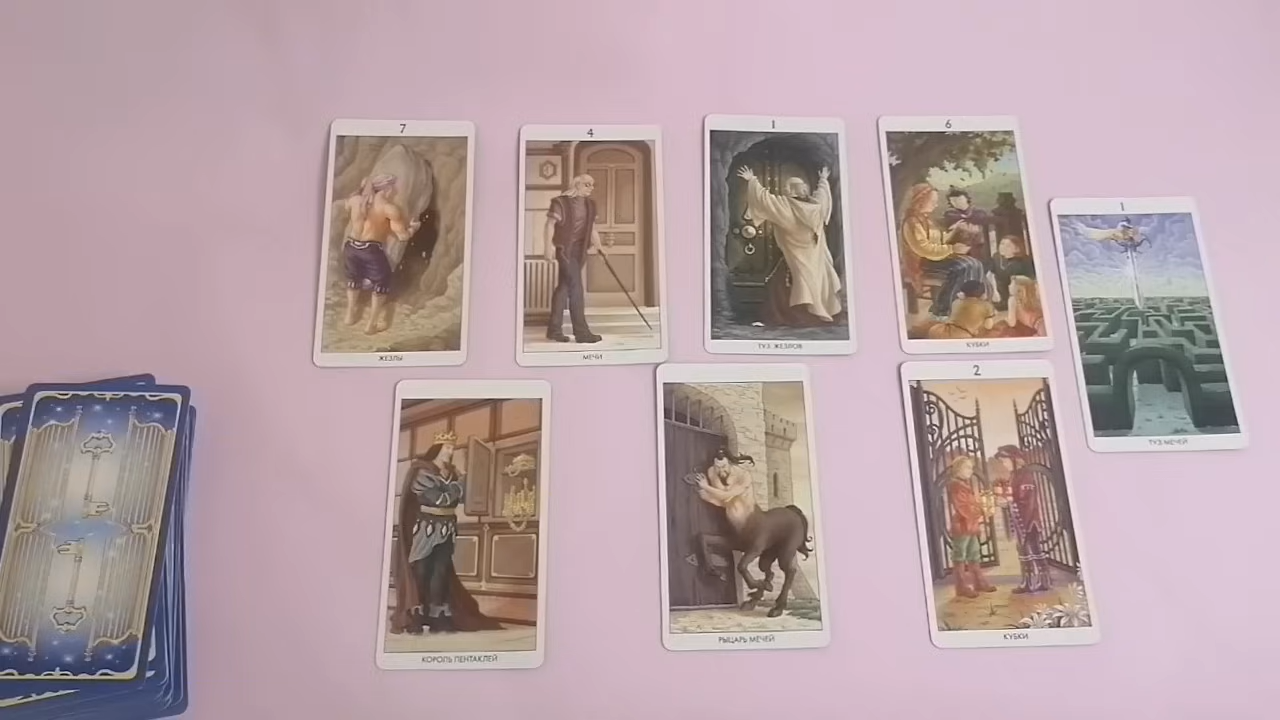 7
ЖЕЗЛЫ
4
МЕЧИ
1
ТУЗ ЖЕЗЛОВ
6
КУБКИ
1
ТУЗ МЕЧЕЙ
КОРОЛЬ ПЕНТАКЛЕЙ
РЫЦАРЬ МЕЧЕЙ
2
КУБКИ